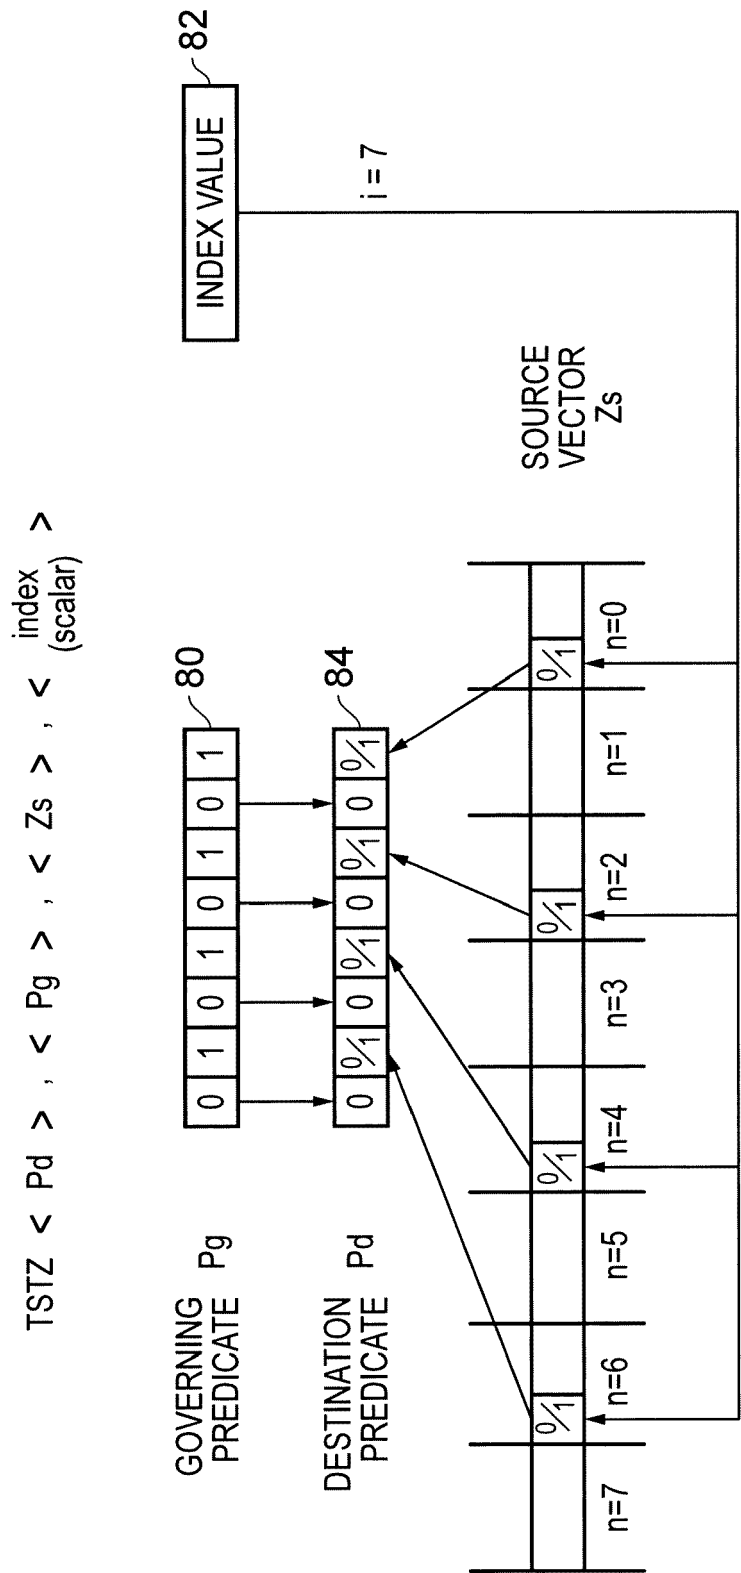 TSTZ < Pd > , < Pg > , < Zs > , < index (scalar) >
INDEX VALUE
82
i = 7
GOVERNING
PREDICATE Pg
0 1 0 1 0 1 0 1
80
DESTINATION
PREDICATE Pd
0 0/1 0 0/1 0 0/1 0 0/1
84
SOURCE
VECTOR
Zs
0/1 0/1 0/1 0/1
n=7 n=6 n=5 n=4 n=3 n=2 n=1 n=0